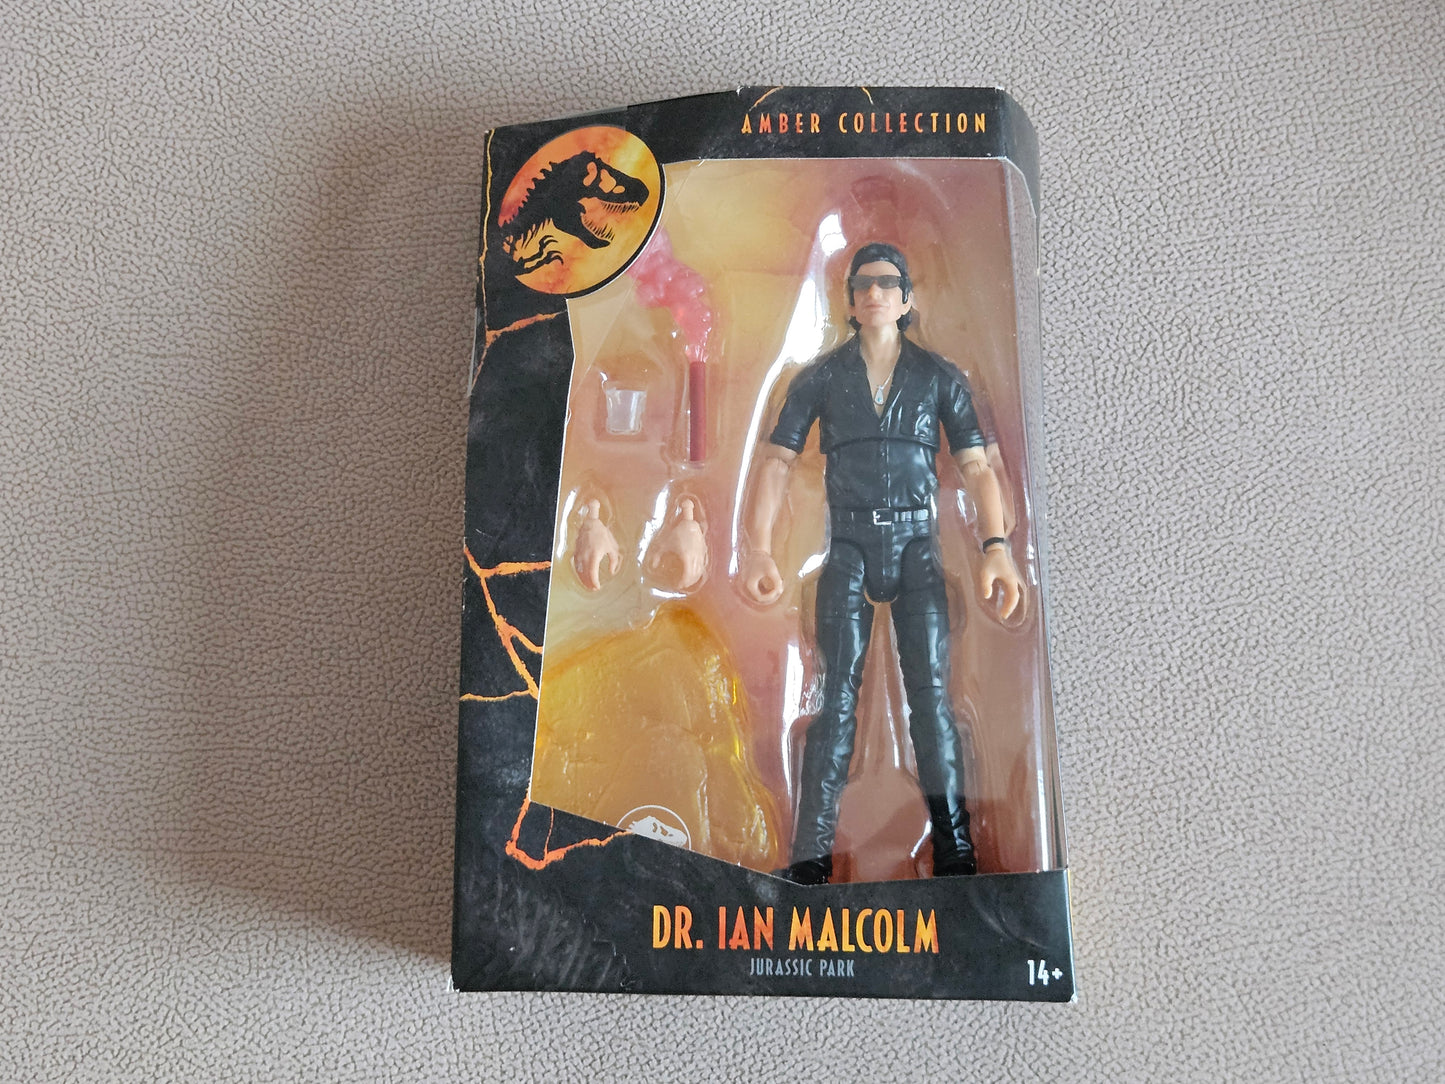 AMBER COLLECTION
DR. IAN MALCOLM
JURASSIC PARK
14+